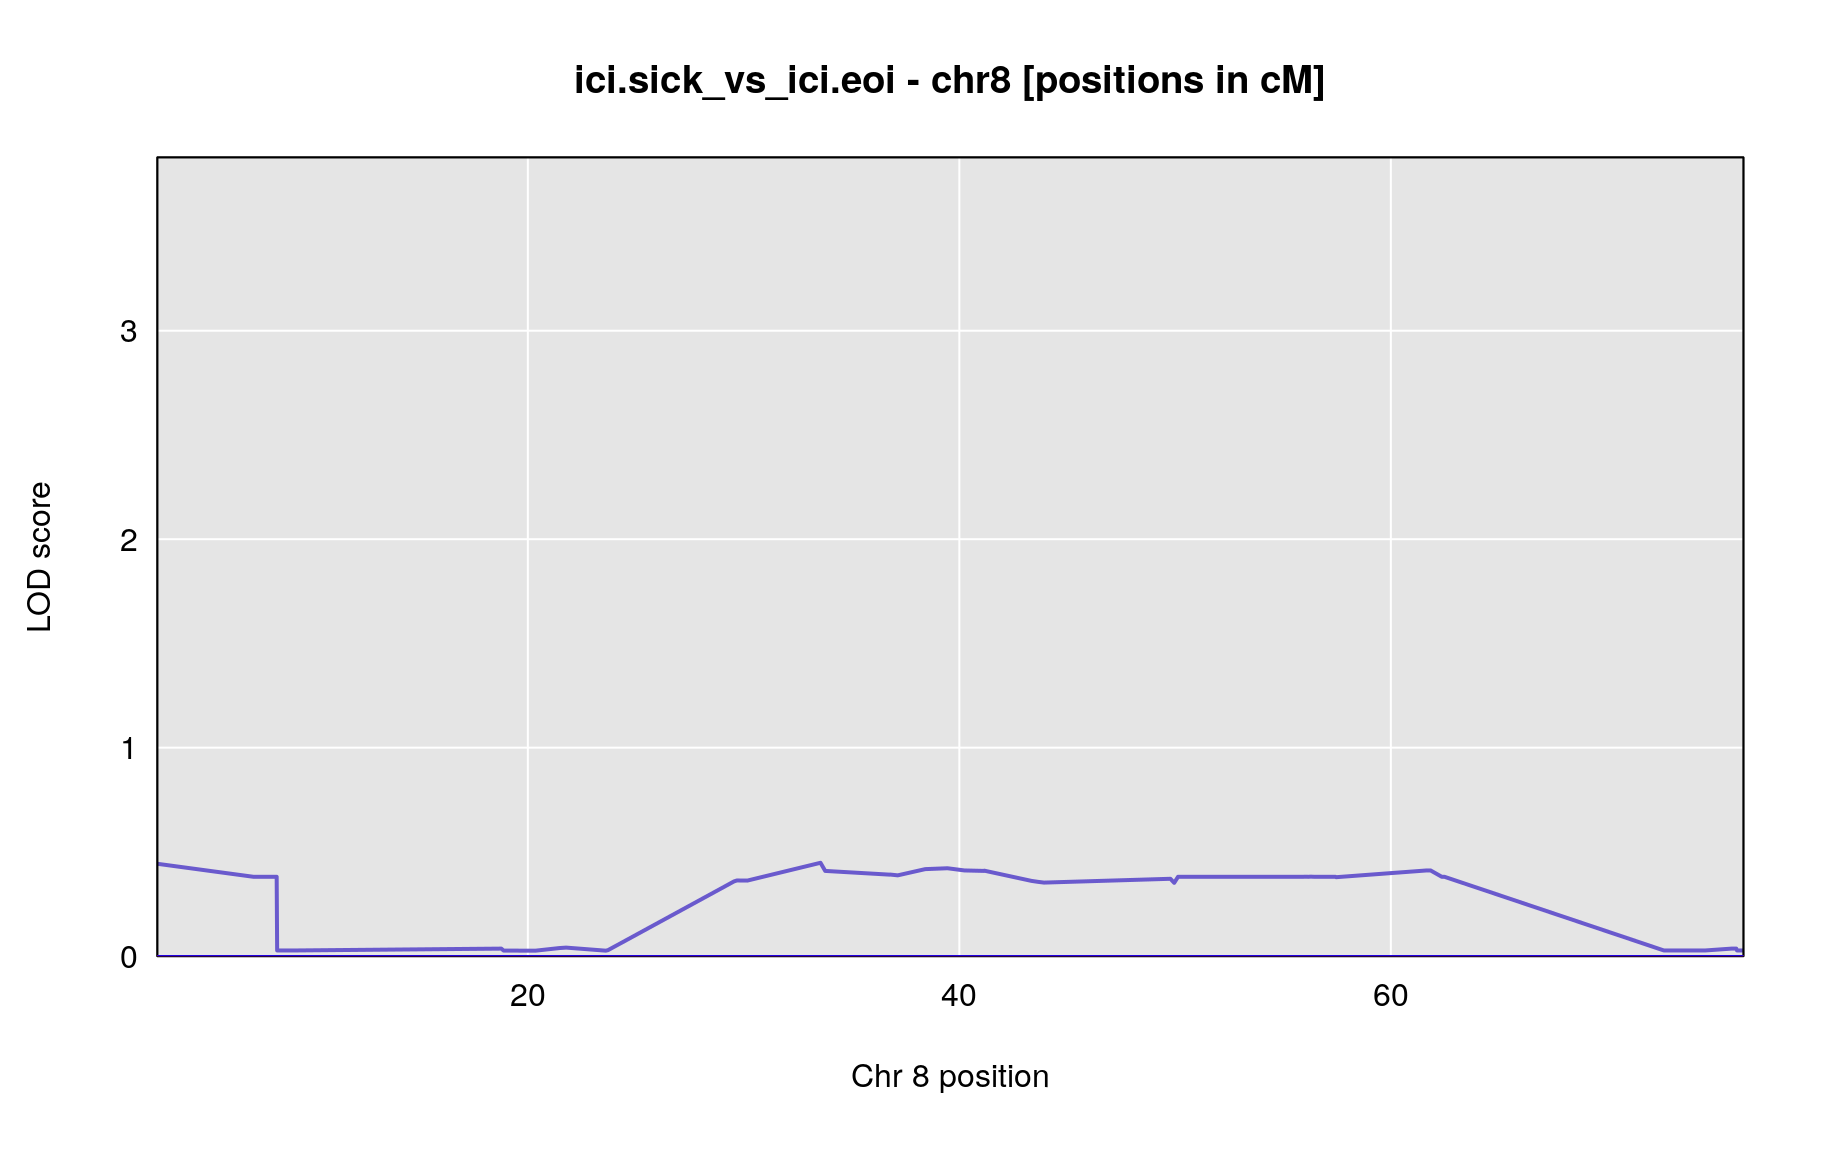 ici.sick_vs_ici.eoi - chr8 [positions in cM]
3
2
1
0
LOD score
20 40 60
Chr 8 position